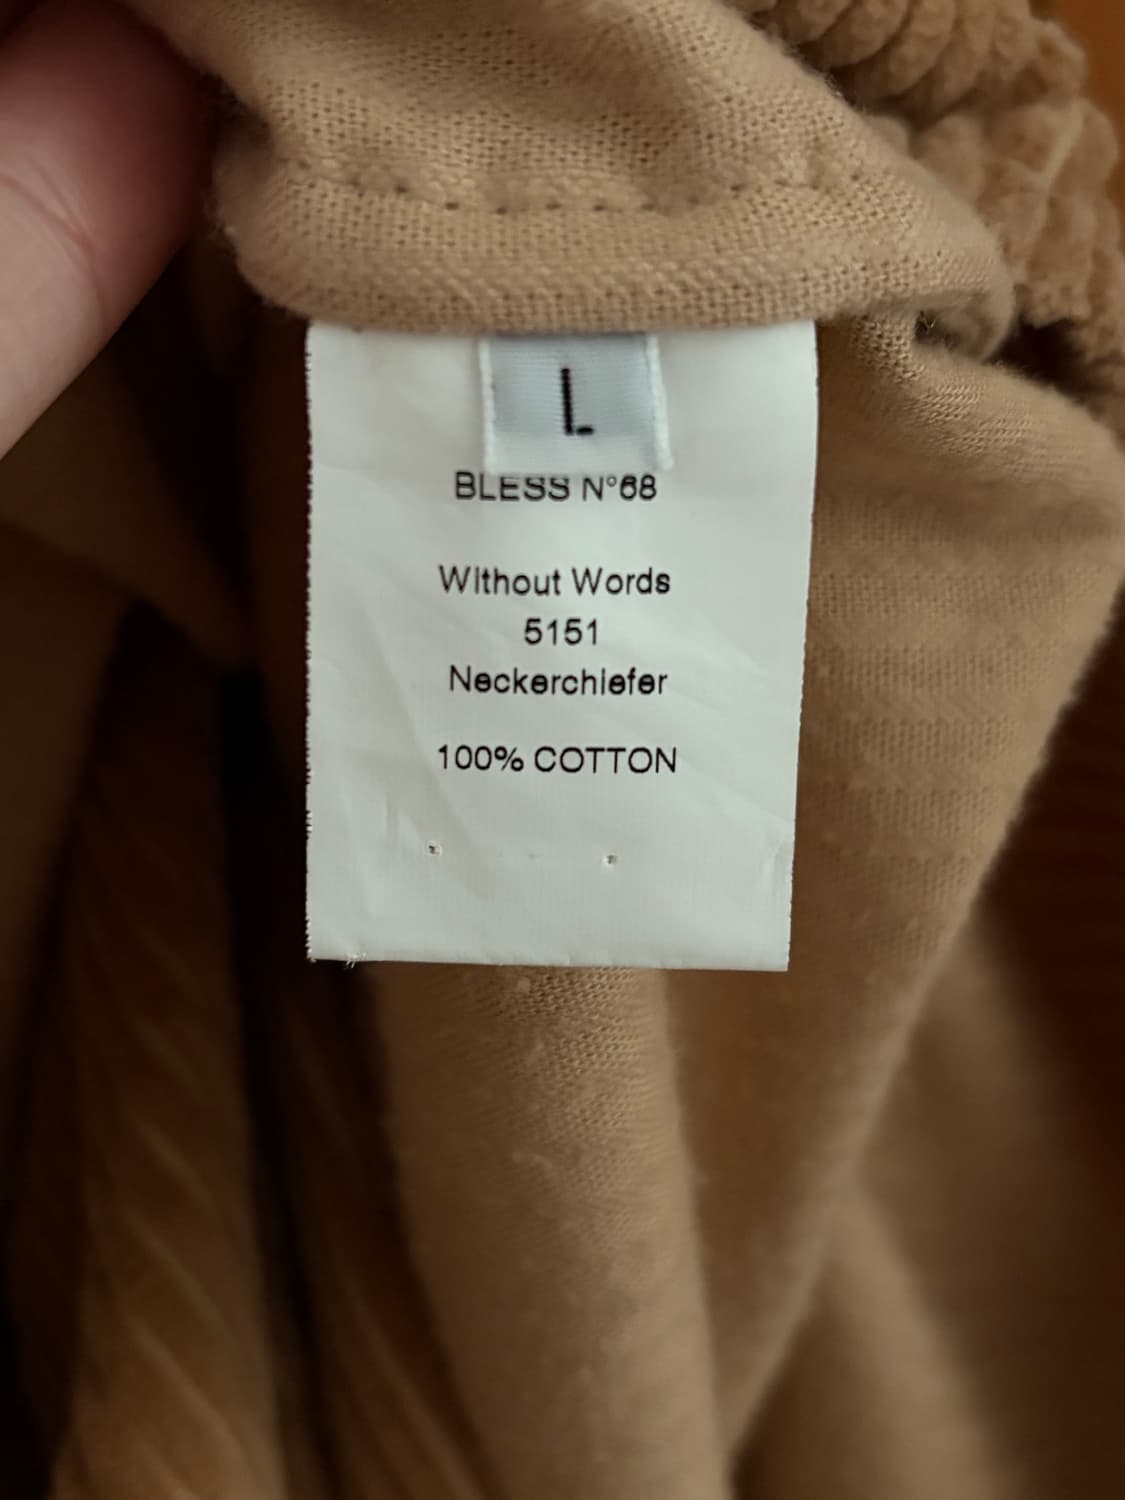 L
BLESS N°68
Without Words
5151
Neckerchiefer
100% COTTON